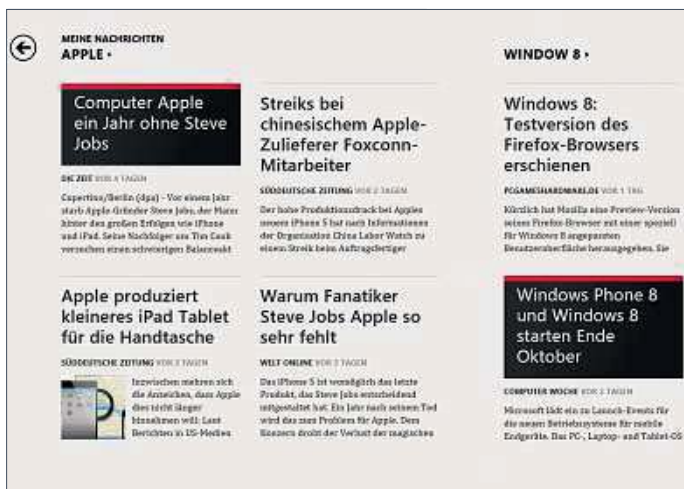 MEINE NACHRICHTEN
APPLE
WINDOW 8
Computer Apple
ein Jahr ohne Steve
Jobs
DIE ZEIT VOR 4 TAGEN
Cupertino/Berlin (dpa) - Vor einem Jahr
starb Apple-Gründer Steve Jobs, der Mann
hinter den großen Erfolgen wie iPhone
und iPad. Seine Nachfolger um Tim Cook
versuchen einen schwierigen Balanceakt
Streiks bei
chinesischem Apple-
Zulieferer Foxconn-
Mitarbeiter
SÜDDEUTSCHE ZEITUNG VOR 2 TAGEN
Der hohe Produktionsdruck bei Apples
neuem iPhone 5 hat nach Informationen
der Organisation China Labor Watch zu
einem Streik beim Auftragsfertiger
Windows 8:
Testversion des
Firefox-Browsers
erschienen
PCGAMESHARDWARE.DE VOR 1 TAG
Kürzlich hat Mozilla eine Preview-Version
seines Firefox-Browser mit einer speziell
für Windows 8 angepassten
Benutzeroberfläche herausgegeben. Sie
Apple produziert
kleineres iPad Tablet
für die Handtasche
SÜDDEUTSCHE ZEITUNG VOR TAGEN
Inzwischen mehren sich
die Anzeichen, dass Apple
dies nicht länger
hinnehmen will: Laut
Berichten in US-Medien
Warum Fanatiker
Steve Jobs Apple so
sehr fehlt
WELT ONLINE VOR TAGEN
Das iPhone 5 ist womöglich das letzte
Produkt, das Steve Jobs entscheidend
mitgestaltet hat. Ein Jahr nach seinem Tod
wird das zum Problem für Apple. Dem
Konzern droht der Verlust der magischen
Windows Phone 8
und Windows 8
starten Ende
Oktober
COMPUTER WOCHE VOR TAGEN
Microsoft lädt ein zu Launch-Events für
die neuen Betriebssysteme für mobile
Endgeräte. Das PC-, Laptop- und Tablet-OS